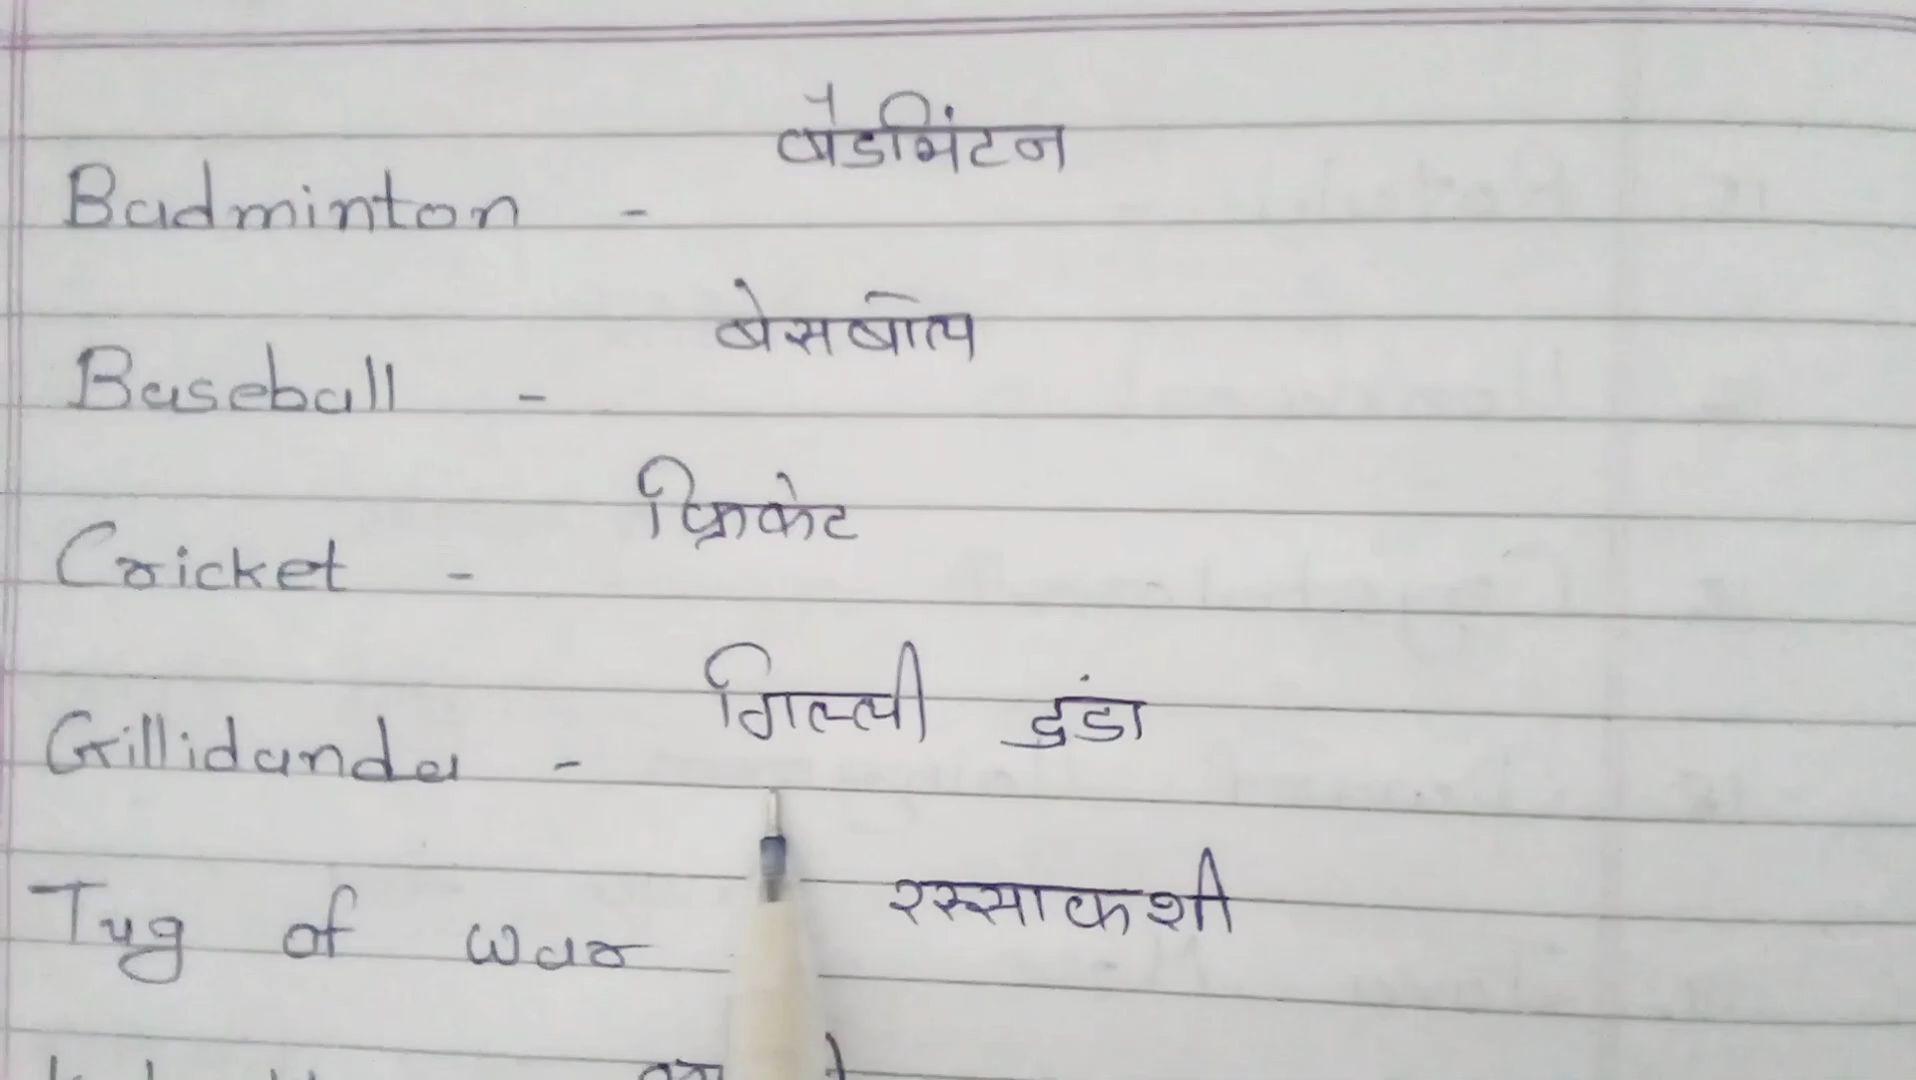 Badminton - बैडमिंटन
Baseball - बेसबॉल
Cricket - क्रिकेट
Gillidanda - गिल्ली डंडा
Tug of war रस्साकशी